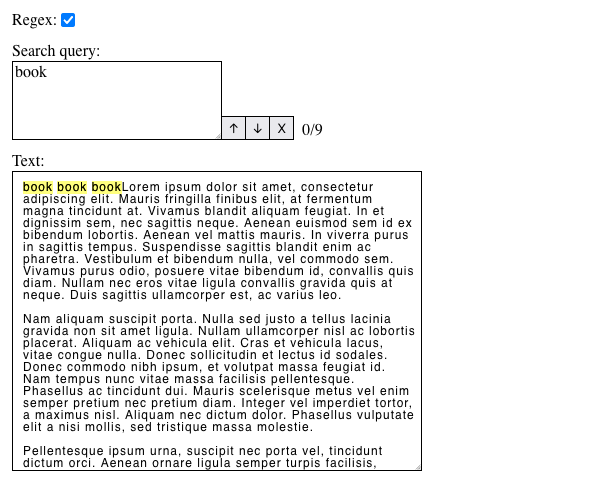 Regex:
Search query:
book
↑ ↓ X 0/9
Text:
book book bookLorem ipsum dolor sit amet, consectetur
adipiscing elit. Mauris fringilla finibus elit, at fermentum
magna tincidunt at. Vivamus blandit aliquam feugiat. In et
dignissim sem, nec sagittis neque. Aenean euismod sem id ex
bibendum lobortis. Aenean vel mattis mauris. In viverra purus
in sagittis tempus. Suspendisse sagittis blandit enim ac
pharetra. Vestibulum et bibendum nulla, vel commodo sem.
Vivamus purus odio, posuere vitae bibendum id, convallis quis
diam. Nullam nec eros vitae ligula convallis gravida quis at
neque. Duis sagittis ullamcorper est, ac varius leo.
Nam aliquam suscipit porta. Nulla sed justo a tellus lacinia
gravida non sit amet ligula. Nullam ullamcorper nisl ac lobortis
placerat. Aliquam ac vehicula elit. Cras et vehicula lacus,
vitae congue nulla. Donec sollicitudin et lectus id sodales.
Donec commodo nibh ipsum, et volutpat massa feugiat id.
Nam tempus nunc vitae massa facilisis pellentesque.
Phasellus ac tincidunt dui. Mauris scelerisque metus vel enim
semper pretium nec pretium diam. Integer vel imperdiet tortor,
a maximus nisl. Aliquam nec dictum dolor. Phasellus vulputate
elit a nisi mollis, sed tristique massa molestie.
Pellentesque ipsum urna, suscipit nec porta vel, tincidunt
dictum orci. Aenean ornare ligula semper turpis facilisis,